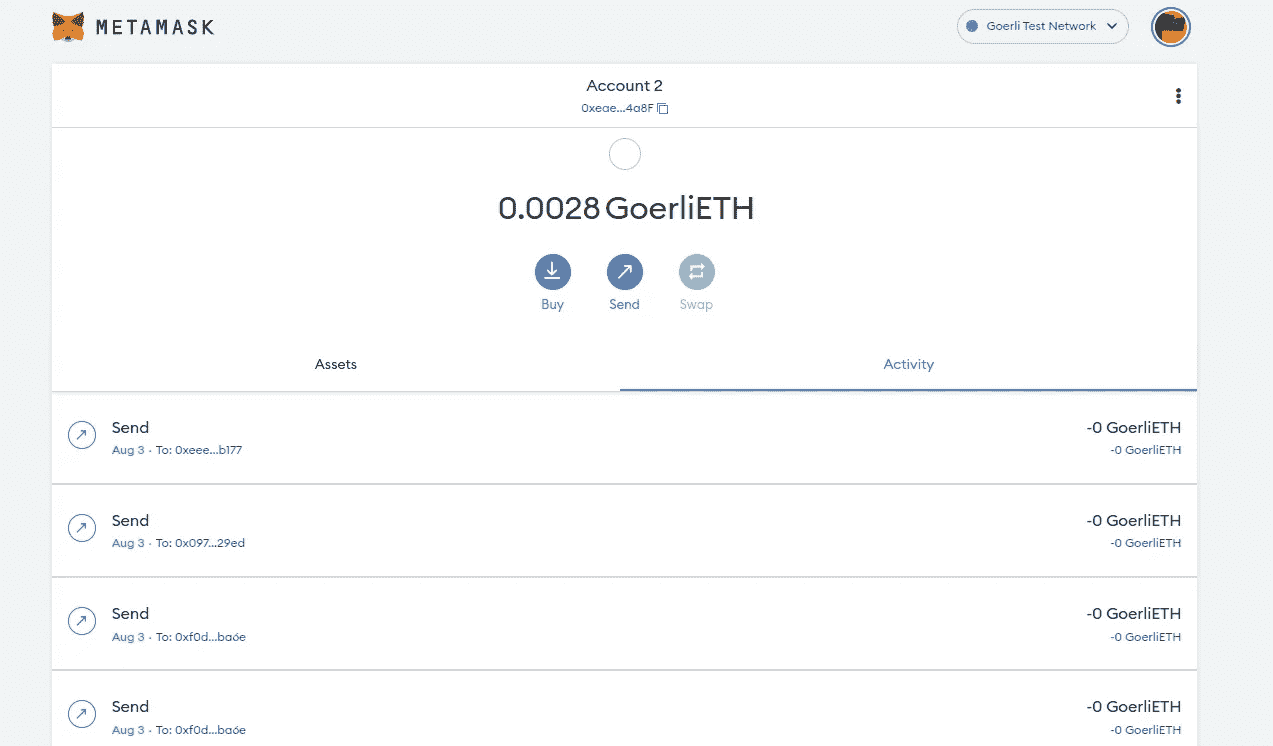 METAMASK
Goerli Test Network
Account 2
0xeae...4a8F
0.0028 GoerliETH
Buy
Send
Swap
Assets
Activity
Send
-0 GoerliETH
Aug 3 · To: 0xeee...b177
-0 GoerliETH
Send
-0 GoerliETH
Aug 3 · To: 0x097...29ed
-0 GoerliETH
Send
-0 GoerliETH
Aug 3 · To: 0xf0d...ba6e
-0 GoerliETH
Send
-0 GoerliETH
Aug 3 · To: 0xf0d...ba6e
-0 GoerliETH